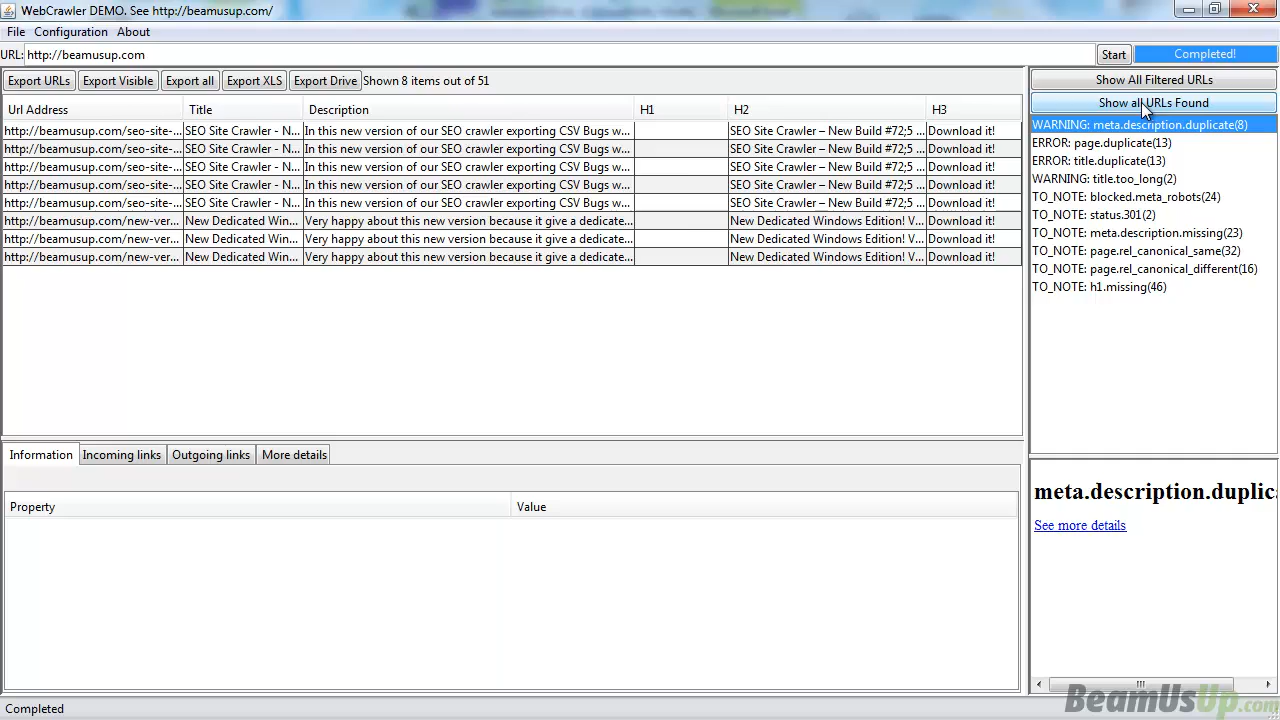 WebCrawler DEMO. See http://beamusup.com/
File Configuration About
URL: http://beamusup.com Start Completed!
Export URLs Export Visible Export all Export XLS Export Drive Shown 8 items out of 51
Url Address Title Description H1 H2 H3
http://beamusup.com/seo-site-... SEO Site Crawler - N... In this new version of our SEO crawler exporting CSV Bugs w... SEO Site Crawler – New Build #72;5 ... Download it!
http://beamusup.com/seo-site-... SEO Site Crawler - N... In this new version of our SEO crawler exporting CSV Bugs w... SEO Site Crawler – New Build #72;5 ... Download it!
http://beamusup.com/seo-site-... SEO Site Crawler - N... In this new version of our SEO crawler exporting CSV Bugs w... SEO Site Crawler – New Build #72;5 ... Download it!
http://beamusup.com/seo-site-... SEO Site Crawler - N... In this new version of our SEO crawler exporting CSV Bugs w... SEO Site Crawler – New Build #72;5 ... Download it!
http://beamusup.com/seo-site-... SEO Site Crawler - N... In this new version of our SEO crawler exporting CSV Bugs w... SEO Site Crawler – New Build #72;5 ... Download it!
http://beamusup.com/new-ver... New Dedicated Win... Very happy about this new version because it give a dedicate... New Dedicated Windows Edition! V... Download it!
http://beamusup.com/new-ver... New Dedicated Win... Very happy about this new version because it give a dedicate... New Dedicated Windows Edition! V... Download it!
http://beamusup.com/new-ver... New Dedicated Win... Very happy about this new version because it give a dedicate... New Dedicated Windows Edition! V... Download it!
Show All Filtered URLs
Show all URLs Found
WARNING: meta.description.duplicate(8)
ERROR: page.duplicate(13)
ERROR: title.duplicate(13)
WARNING: title.too_long(2)
TO_NOTE: blocked.meta_robots(24)
TO_NOTE: status.301(2)
TO_NOTE: meta.description.missing(23)
TO_NOTE: page.rel_canonical_same(32)
TO_NOTE: page.rel_canonical_different(16)
TO_NOTE: h1.missing(46)
Information Incoming links Outgoing links More details
Property Value
meta.description.duplic
See more details
BeamUsUp.com
Completed